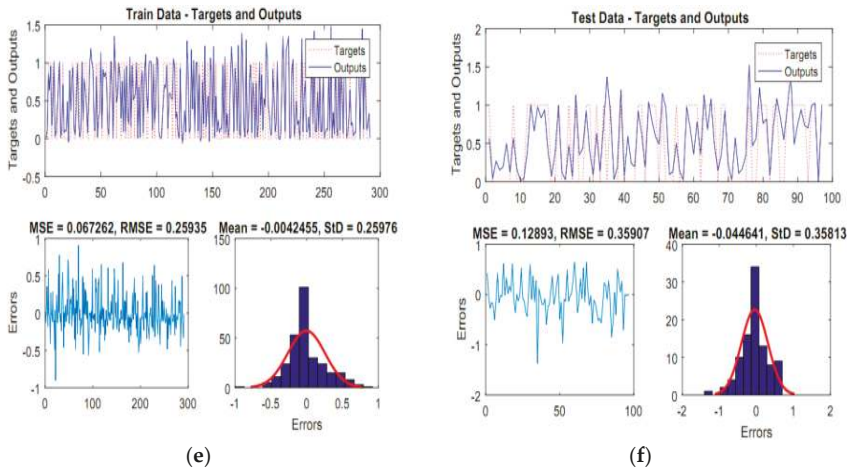 Train Data - Targets and Outputs
Targets and Outputs
1.5
1
0.5
0
-0.5
Targets
Outputs
0 50 100 150 200 250 300
MSE = 0.067262, RMSE = 0.25935
Errors
1
0.5
0
-0.5
-1
0 100 200 300
Mean = -0.0042455, StD = 0.25976
150
100
50
0
-1 -0.5 0 0.5 1
Errors
(e)
Test Data - Targets and Outputs
Targets and Outputs
2
1.5
1
0.5
0
Targets
Outputs
0 10 20 30 40 50 60 70 80 90 100
MSE = 0.12893, RMSE = 0.35907
Errors
1
0
-1
-2
0 50 100
Mean = -0.044641, StD = 0.35813
40
30
20
10
0
-2 -1 0 1 2
Errors
(f)